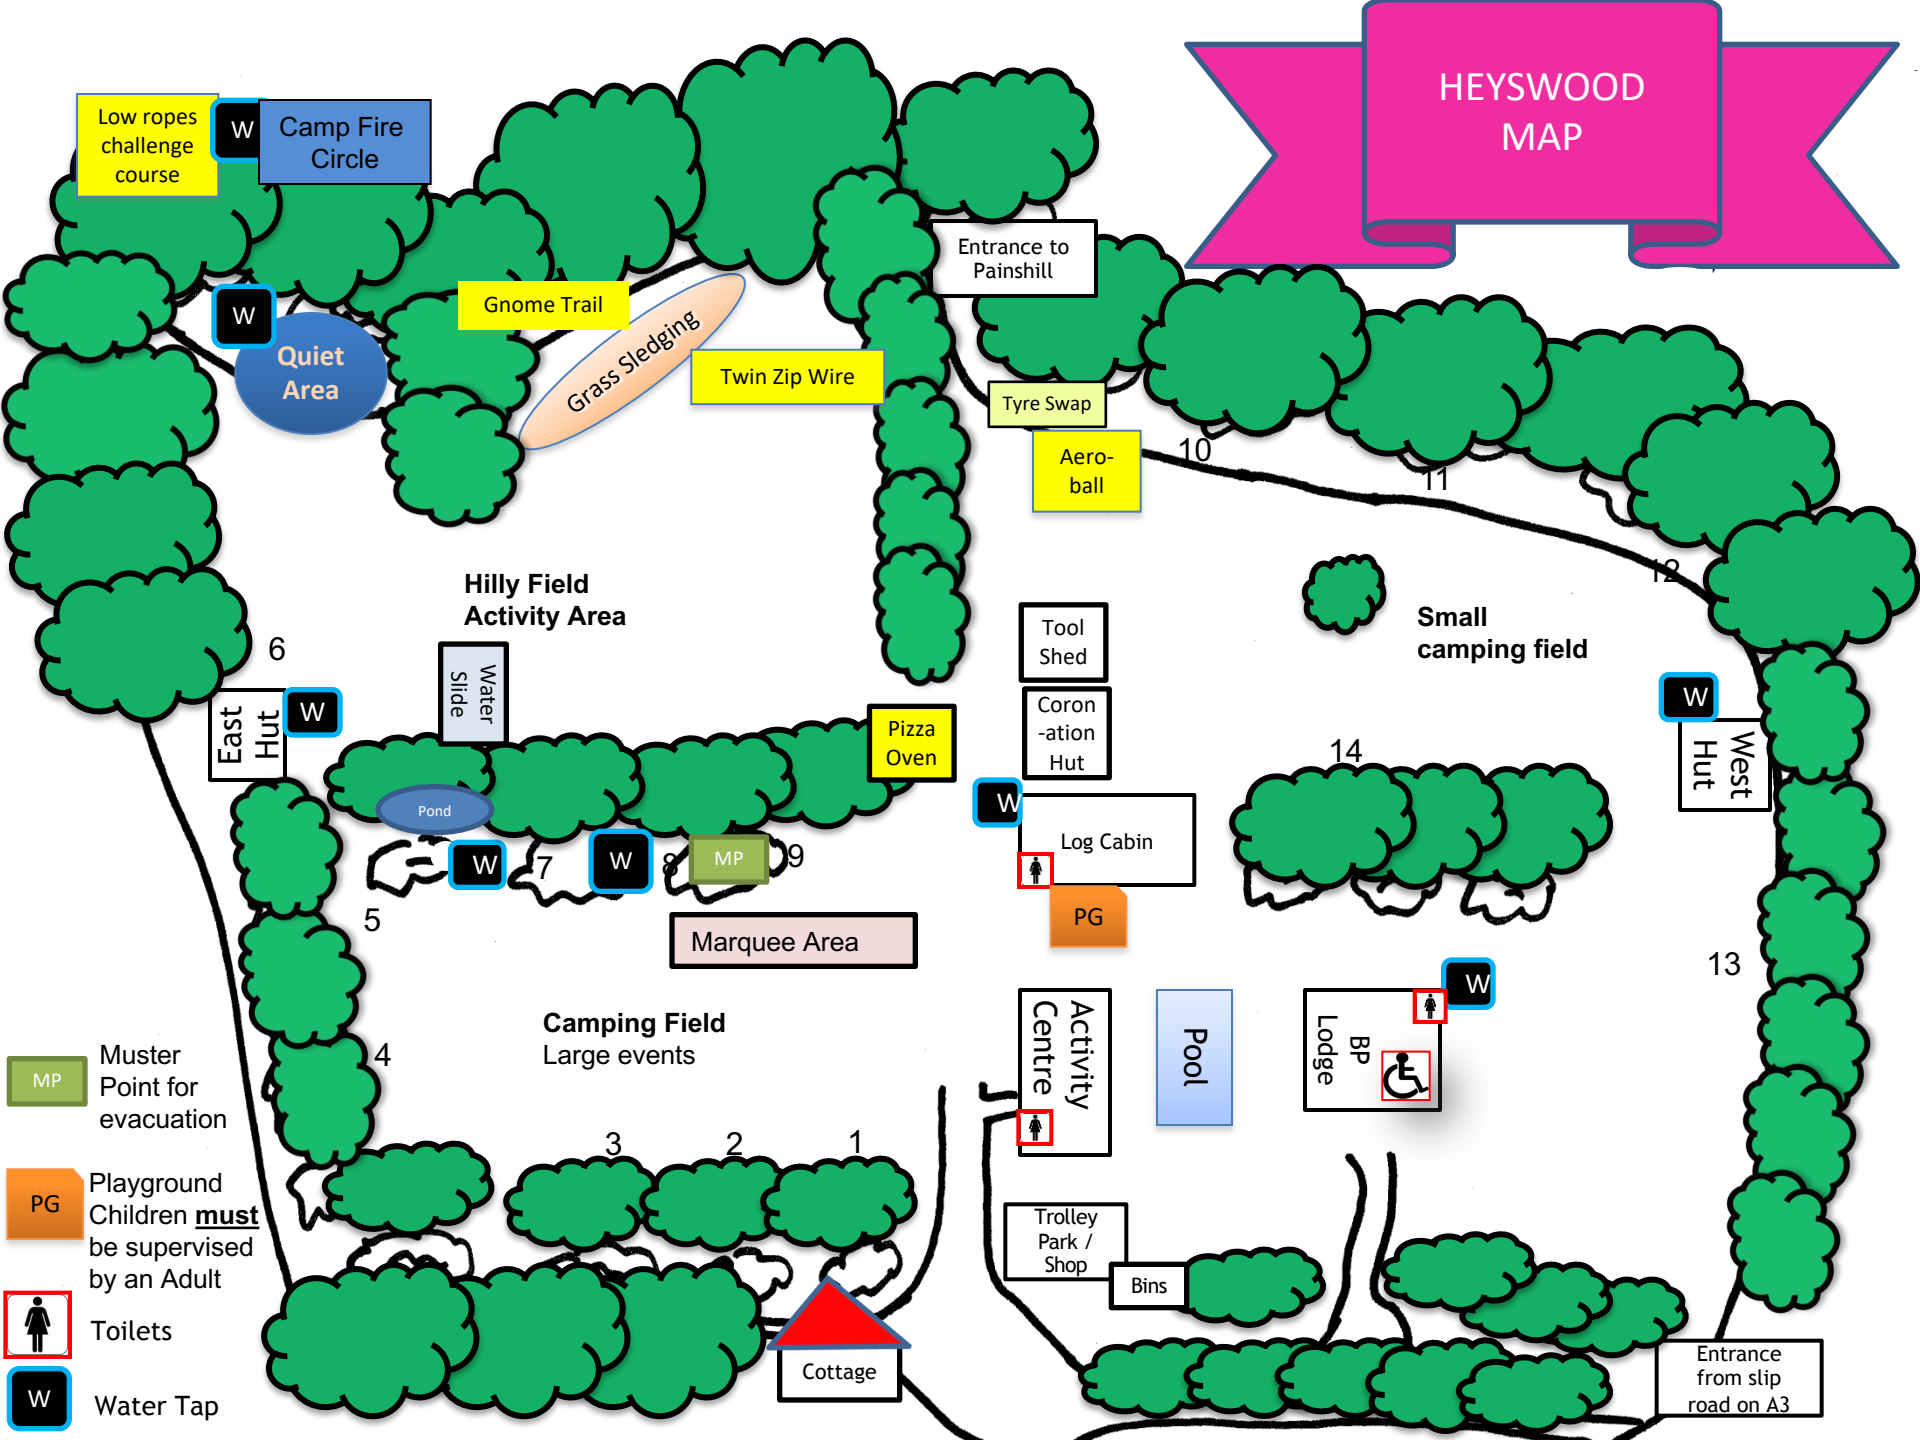 HEYSWOOD
MAP
Low ropes
challenge
course
W
Camp Fire
Circle
Entrance to
Painshill
Gnome Trail
W
Quiet
Area
Grass Sledging
Twin Zip Wire
Tyre Swap
Aero-
ball
10
11
12
Hilly Field
Activity Area
Small
camping field
Tool
Shed
6
Water
Slide
East
Hut
W
Coron
-ation
Hut
W
West
Hut
Pizza
Oven
14
Pond
W
Log Cabin
W
7
W
8
MP
9
5
PG
Marquee Area
13
W
Activity
Centre
Pool
BP
Lodge
Camping Field
Large events
4
MP
Muster
Point for
evacuation
3
2
1
PG
Playground
Children must
be supervised
by an Adult
Trolley
Park /
Shop
Bins
Toilets
Cottage
Entrance
from slip
road on A3
W
Water Tap